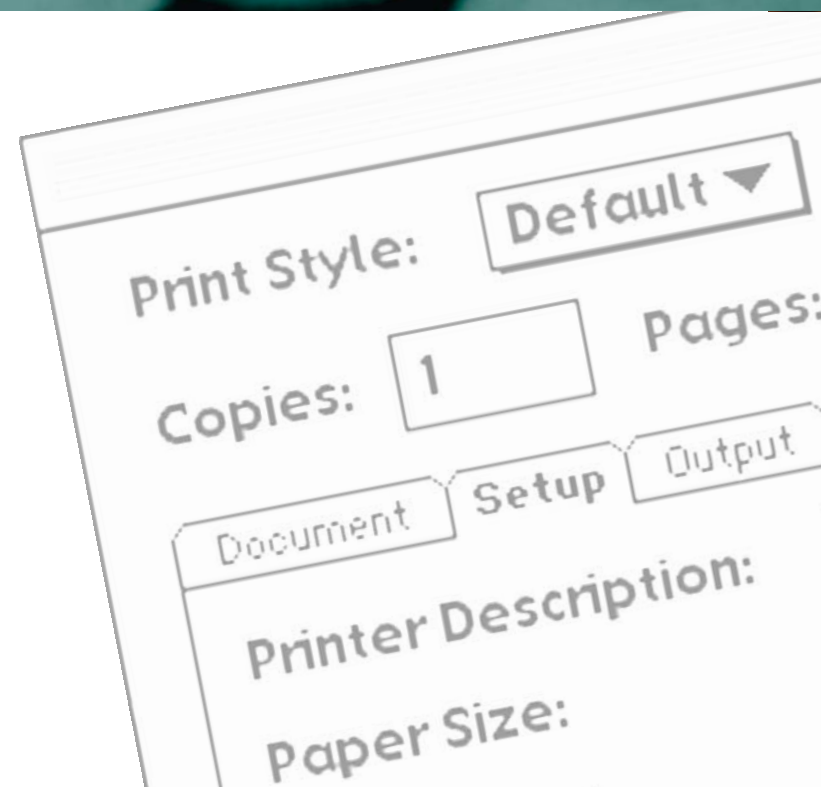 Print Style: Default
Copies: 1 Pages:
Document Setup Output
Printer Description:
Paper Size: